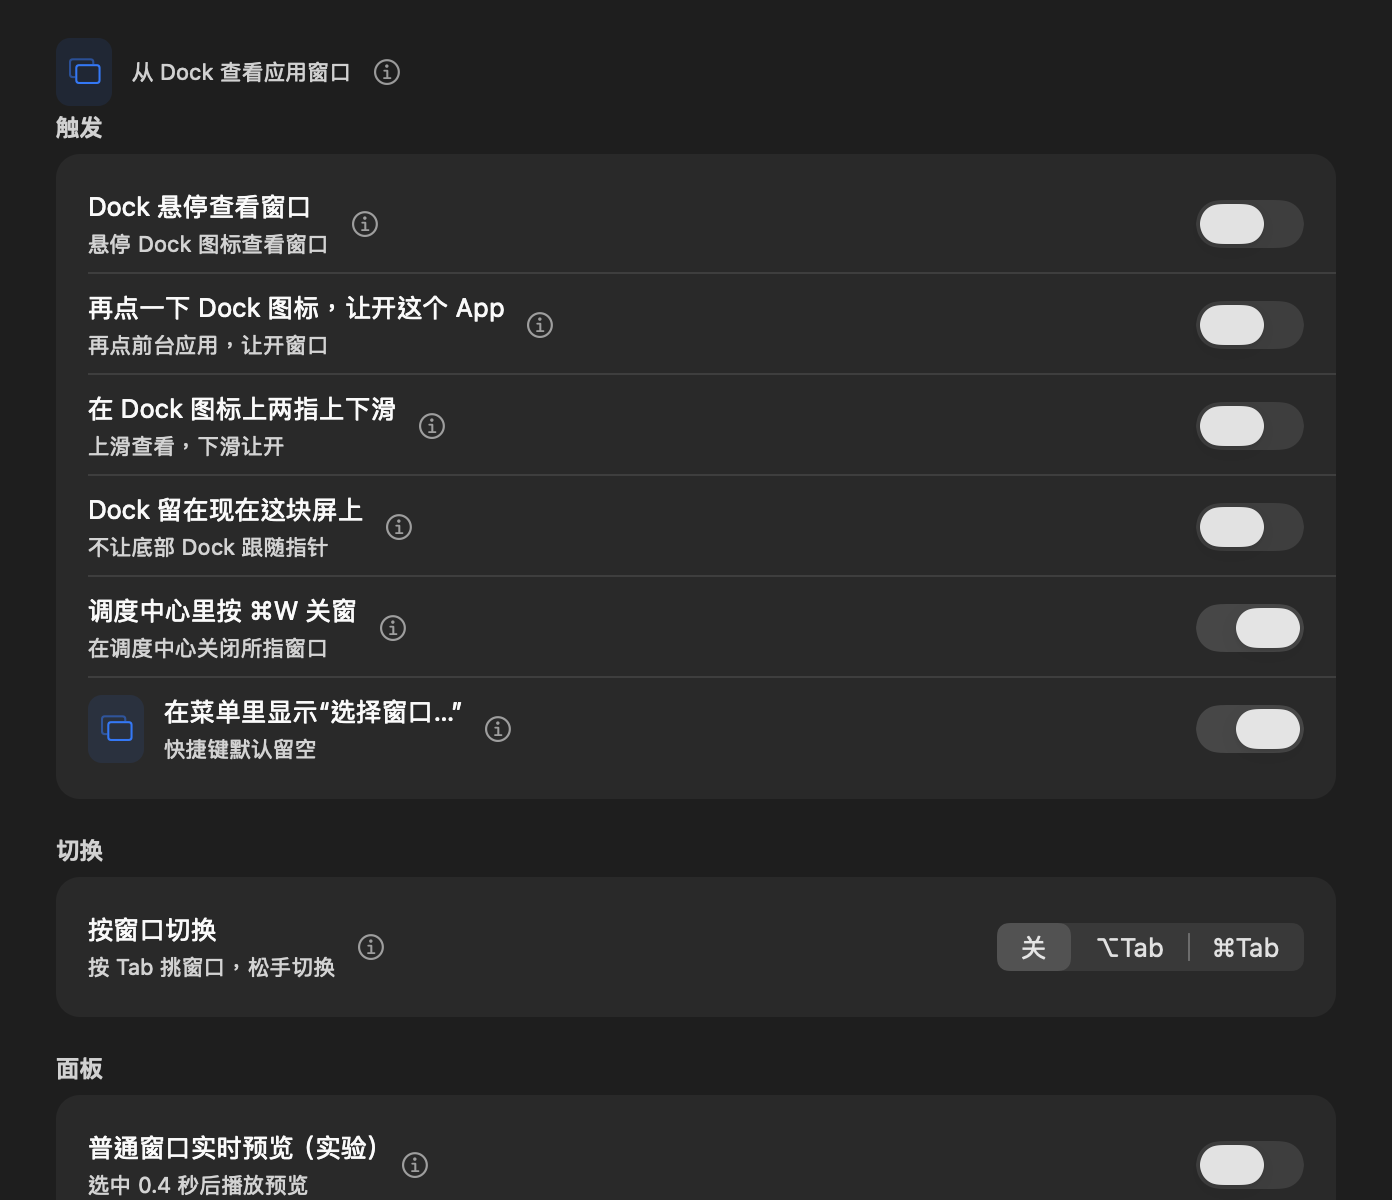 从 Dock 查看应用窗口
触发
Dock 悬停查看窗口
悬停 Dock 图标查看窗口
再点一下 Dock 图标，让开这个 App
再点前台应用，让开窗口
在 Dock 图标上两指上下滑
上滑查看，下滑让开
Dock 留在现在这块屏上
不让底部 Dock 跟随指针
调度中心里按 ⌘W 关窗
在调度中心关闭所指窗口
在菜单里显示“选择窗口…”
快捷键默认留空
切换
按窗口切换
按 Tab 挑窗口，松手切换
关 ⌥Tab ⌘Tab
面板
普通窗口实时预览（实验）
选中 0.4 秒后播放预览